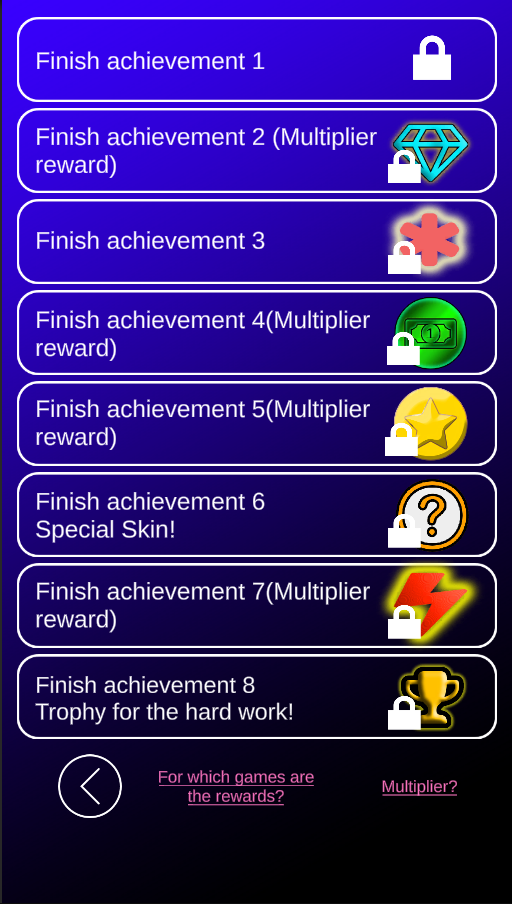 Finish achievement 1
Finish achievement 2 (Multiplier
reward)
Finish achievement 3
Finish achievement 4(Multiplier
reward)
1
Finish achievement 5(Multiplier
reward)
Finish achievement 6
Special Skin!
?
Finish achievement 7(Multiplier
reward)
Finish achievement 8
Trophy for the hard work!
For which games are
the rewards?
Multiplier?